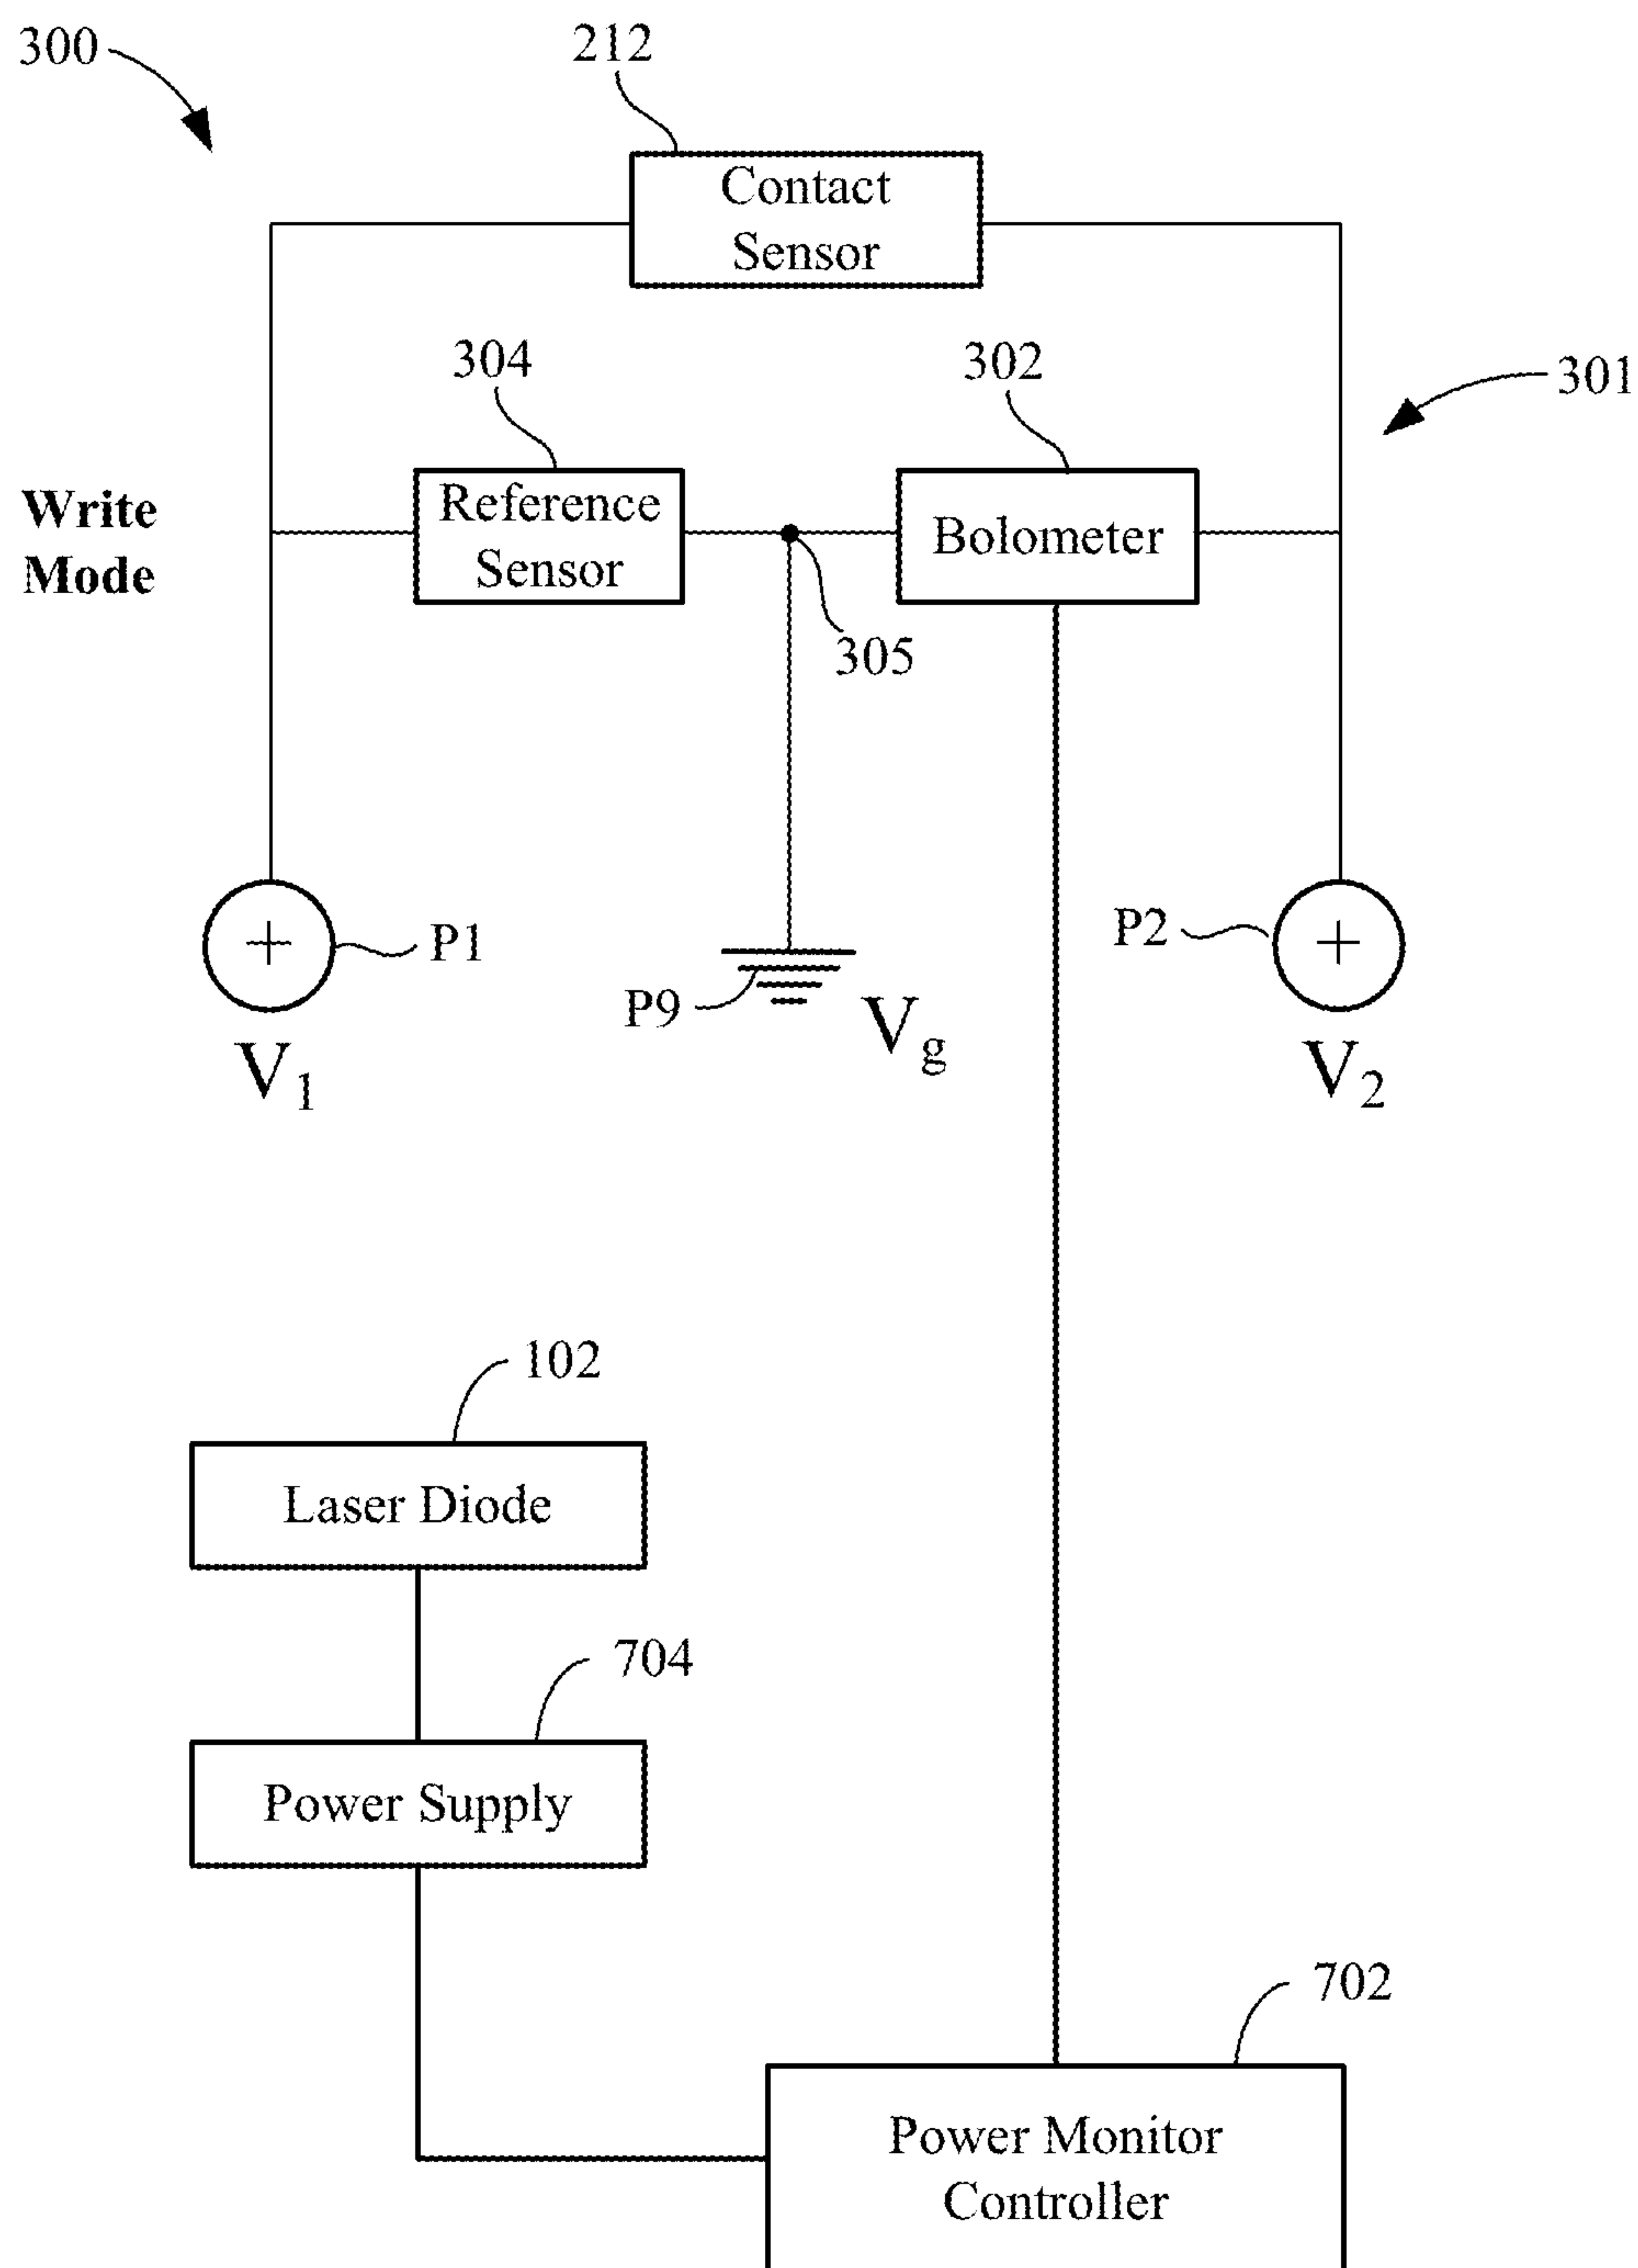 300
212
Contact
Sensor
304
302
301
Write
Mode
Reference
Sensor
Bolometer
305
P1
P9
P2
V1
Vg
V2
102
Laser Diode
704
Power Supply
702
Power Monitor
Controller